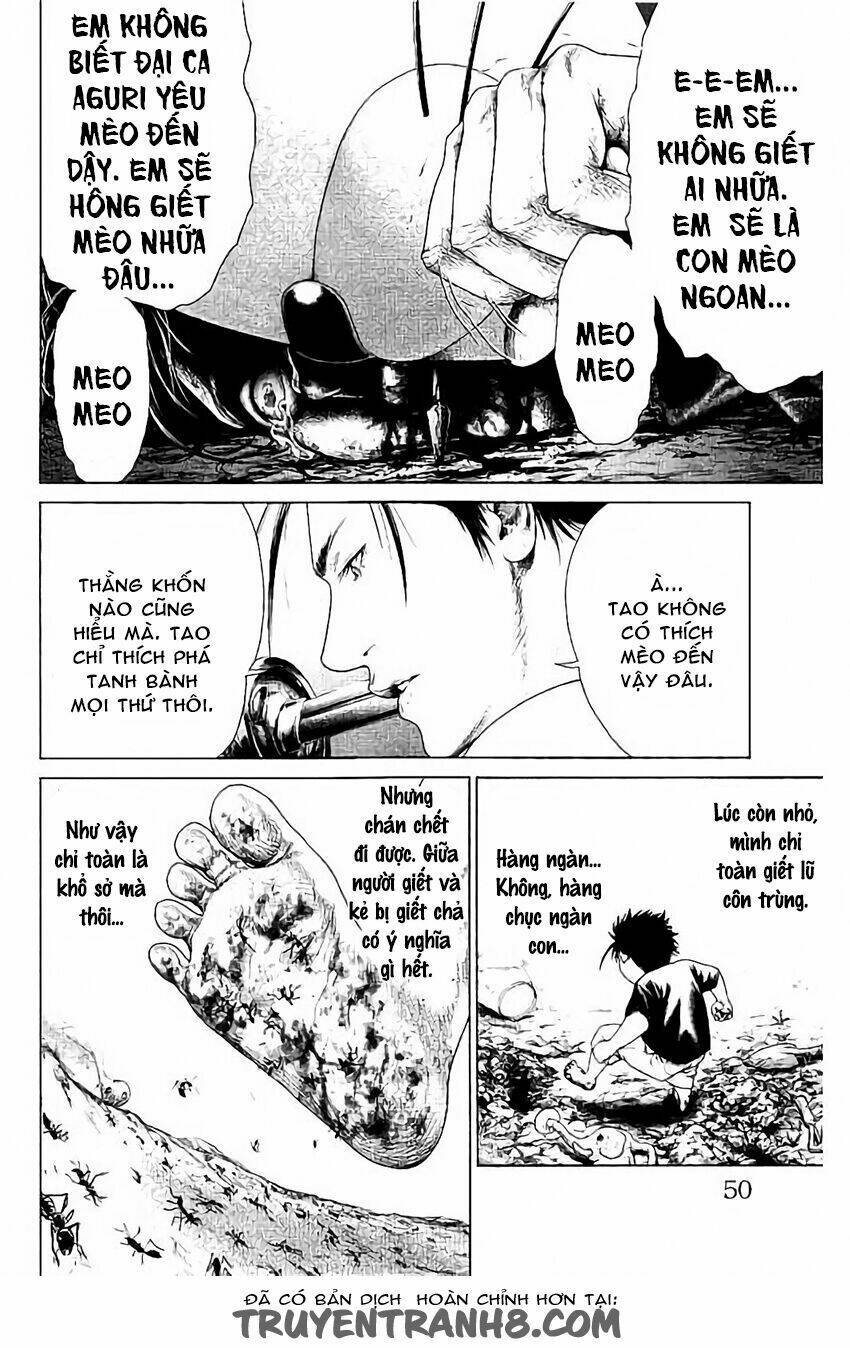 E-E-EM...
EM SẼ
KHÔNG GIẾT
AI NHỮA.
EM SẼ LÀ
CON MÈO
NGOAN...
MEO
MEO
EM KHÔNG
BIẾT ĐẠI CA
AGURI YÊU
MÈO ĐẾN
DẬY. EM SẼ
HÔNG GIẾT
MÈO NHỮA
ĐÂU...
MEO
MEO
À...
TAO KHÔNG
CÓ THÍCH
MÈO ĐẾN
VẬY ĐÂU.
THẰNG KHỐN
NÀO CŨNG
HIỂU MÀ. TAO
CHỈ THÍCH PHÁ
TANH BÀNH
MỌI THỨ THÔI.
Lúc còn nhỏ,
mình chỉ
toàn giết lũ
côn trùng.
Hàng ngàn...
Không, hàng
chục ngàn
con...
Nhưng
chán chết
đi được. Giữa
người giết và
kẻ bị giết chả
có ý nghĩa
gì hết.
Như vậy
chỉ toàn là
khổ sở mà
thôi...
50
ĐÃ CÓ BẢN DỊCH HOÀN CHỈNH HƠN TẠI:
TRUYENTRANH8.COM